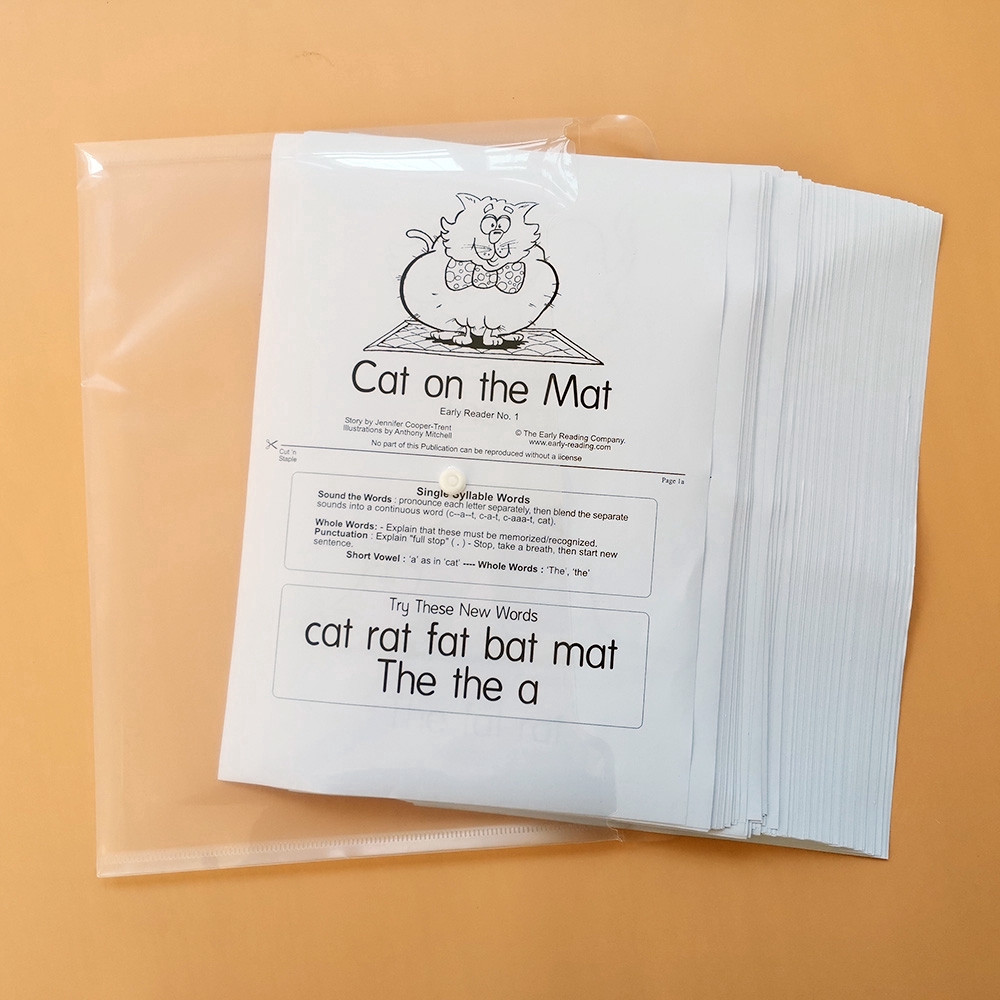 Cat on the Mat
Early Reader No. 1
Story by Jennifer Cooper-Trent
Illustrations by Anthony Mitchell
© The Early Reading Company.
www.early-reading.com
No part of this Publication can be reproduced without a license
Cut 'n
Staple
Page 1a
Single Syllable Words
Sound the Words : pronounce each letter separately, then blend the separate
sounds into a continuous word (c--a--t, c-a-t, c-aaa-t, cat).
Whole Words: - Explain that these must be memorized/recognized.
Punctuation : Explain "full stop" ( . ) - Stop, take a breath, then start new
sentence.
Short Vowel : 'a' as in 'cat' ---- Whole Words : 'The', 'the'
Try These New Words
cat rat fat bat mat
The the a